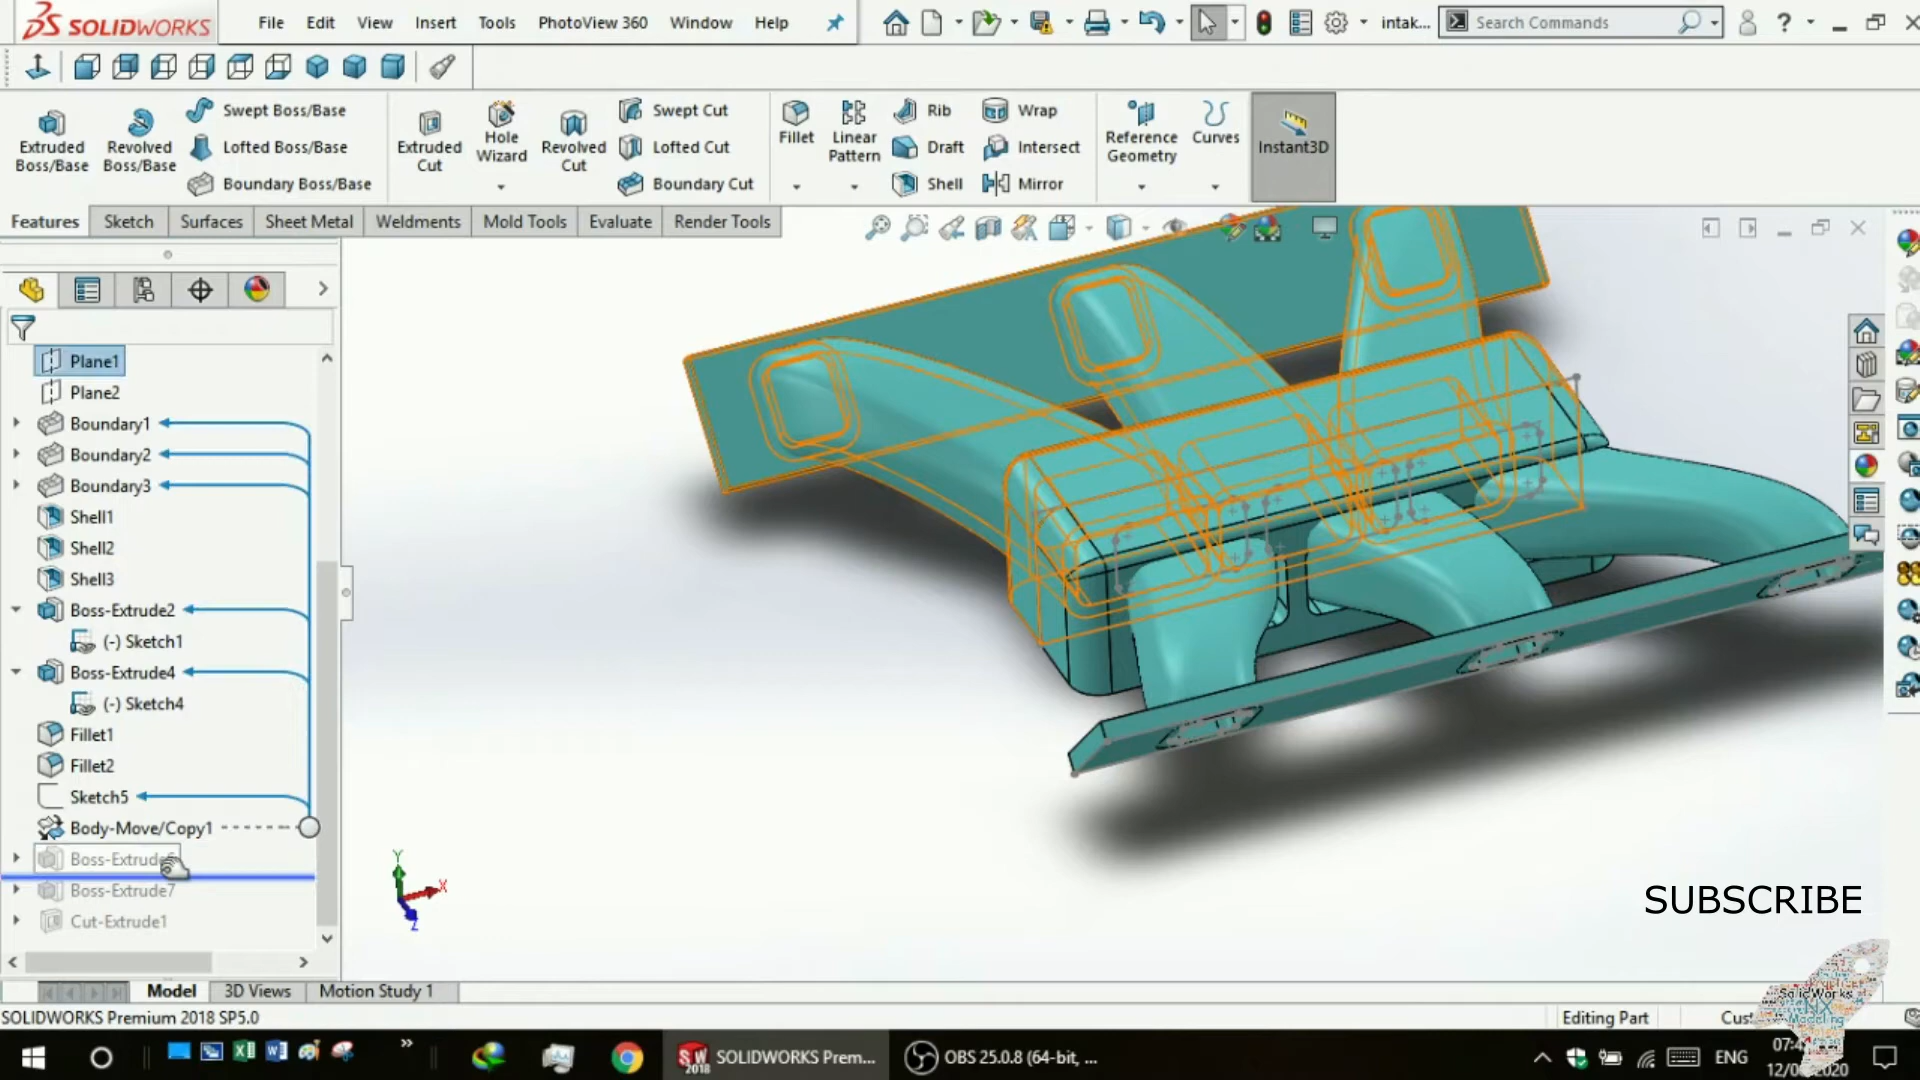 SOLIDWORKS File Edit View Insert Tools PhotoView 360 Window Help intak... Search Commands
Extruded Boss/Base
Revolved Boss/Base
Swept Boss/Base
Lofted Boss/Base
Boundary Boss/Base
Extruded Cut
Hole Wizard
Revolved Cut
Swept Cut
Lofted Cut
Boundary Cut
Fillet
Linear Pattern
Rib
Draft
Shell
Wrap
Intersect
Mirror
Reference Geometry
Curves
Instant3D
Features Sketch Surfaces Sheet Metal Weldments Mold Tools Evaluate Render Tools
Plane1
Plane2
Boundary1
Boundary2
Boundary3
Shell1
Shell2
Shell3
Boss-Extrude2
(-) Sketch1
Boss-Extrude4
(-) Sketch4
Fillet1
Fillet2
Sketch5
Body-Move/Copy1
Boss-Extrude7
Cut-Extrude1
Y
X
Z
SUBSCRIBE
SolidWorks
NX
Modeling
Model 3D Views Motion Study 1
SOLIDWORKS Premium 2018 SP5.0 Editing Part
SOLIDWORKS Prem... OBS 25.0.8 (64-bit, ... ENG